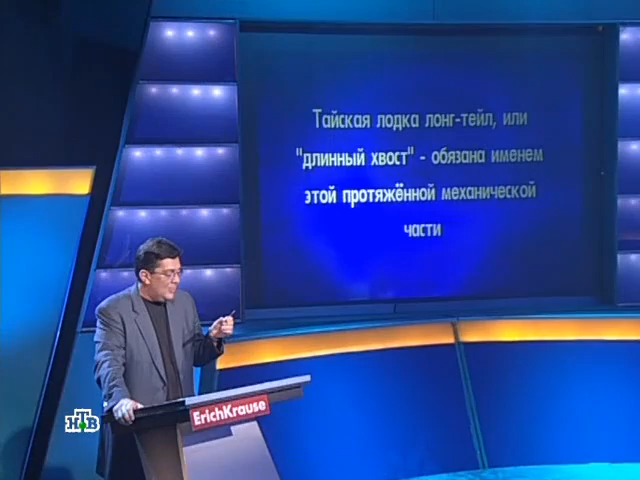 Тайская лодка лонг-тейл, или
"длинный хвост" - обязана именем
этой протяжённой механической
части
ErichKrause
НТВ